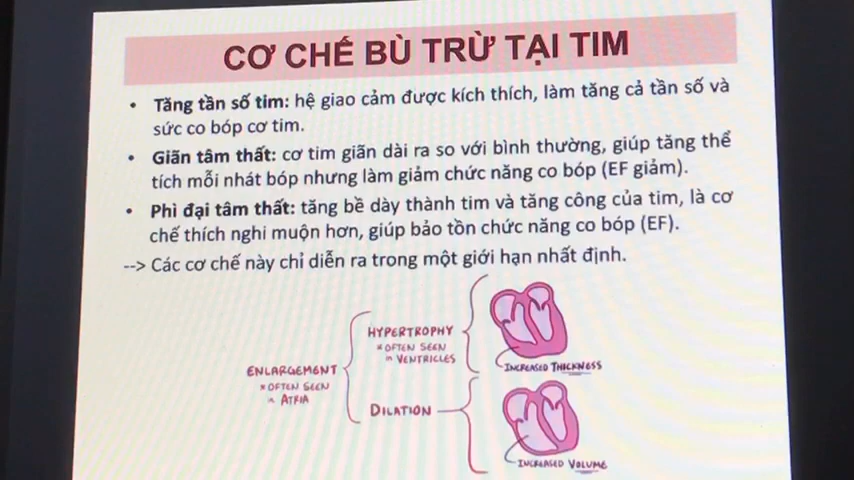 CƠ CHẾ BÙ TRỪ TẠI TIM
• Tăng tần số tim: hệ giao cảm được kích thích, làm tăng cả tần số và
sức co bóp cơ tim.
• Giãn tâm thất: cơ tim giãn dài ra so với bình thường, giúp tăng thể
tích mỗi nhát bóp nhưng làm giảm chức năng co bóp (EF giảm).
• Phì đại tâm thất: tăng bề dày thành tim và tăng công của tim, là cơ
chế thích nghi muộn hơn, giúp bảo tồn chức năng co bóp (EF).
--> Các cơ chế này chỉ diễn ra trong một giới hạn nhất định.
ENLARGEMENT
* OFTEN SEEN
in ATRIA
HYPERTROPHY
* OFTEN SEEN
in VENTRICLES
INCREASED THICKNESS
DILATION
INCREASED VOLUME